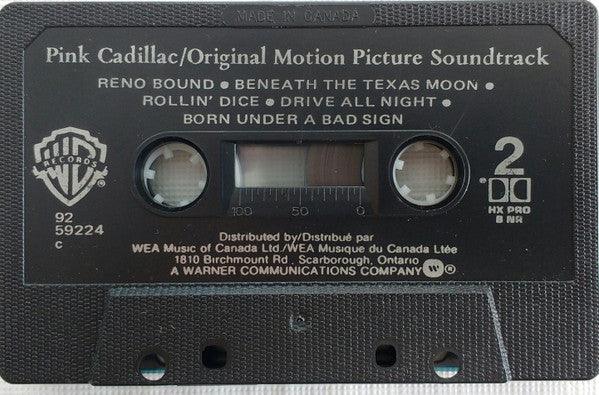 MADE IN CANADA
Pink Cadillac/Original Motion Picture Soundtrack
RENO BOUND • BENEATH THE TEXAS MOON •
ROLLIN' DICE • DRIVE ALL NIGHT •
BORN UNDER A BAD SIGN
WB
RECORDS
®
2
HX PRO
B NR
92
59224
c
100 50 0
Distributed by/Distribué par
WEA Music of Canada Ltd./WEA Musique du Canada Ltée
1810 Birchmount Rd., Scarborough, Ontario
A WARNER COMMUNICATIONS COMPANY W ®
L